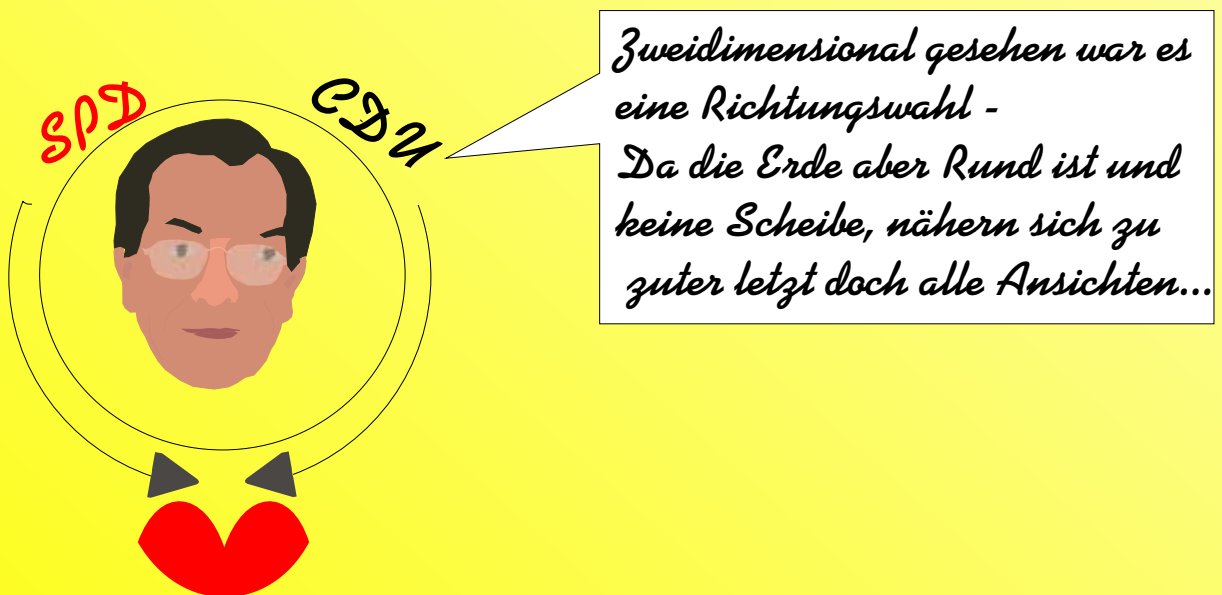 SPD
CDU
Zweidimensional gesehen war es
eine Richtungswahl -
Da die Erde aber Rund ist und
keine Scheibe, nähern sich zu
zuter letzt doch alle Ansichten...